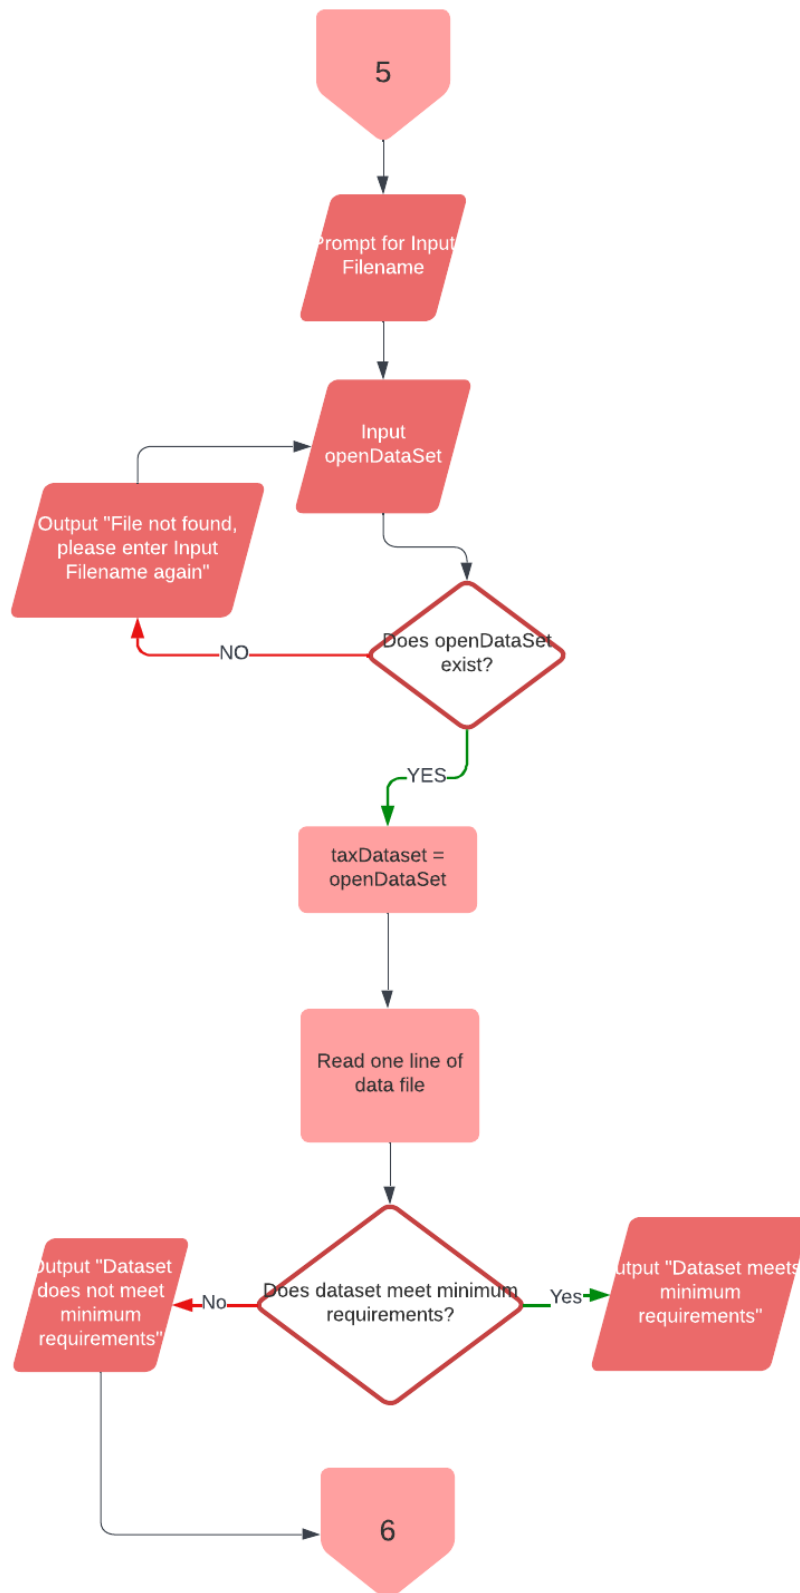 5
Prompt for Input
Filename
Input
openDataSet
Output "File not found,
please enter Input
Filename again"
Does openDataSet
exist?
NO
YES
taxDataset =
openDataSet
Read one line of
data file
Output "Dataset
does not meet
minimum
requirements"
No
Does dataset meet minimum
requirements?
Yes
Output "Dataset meets
minimum
requirements"
6